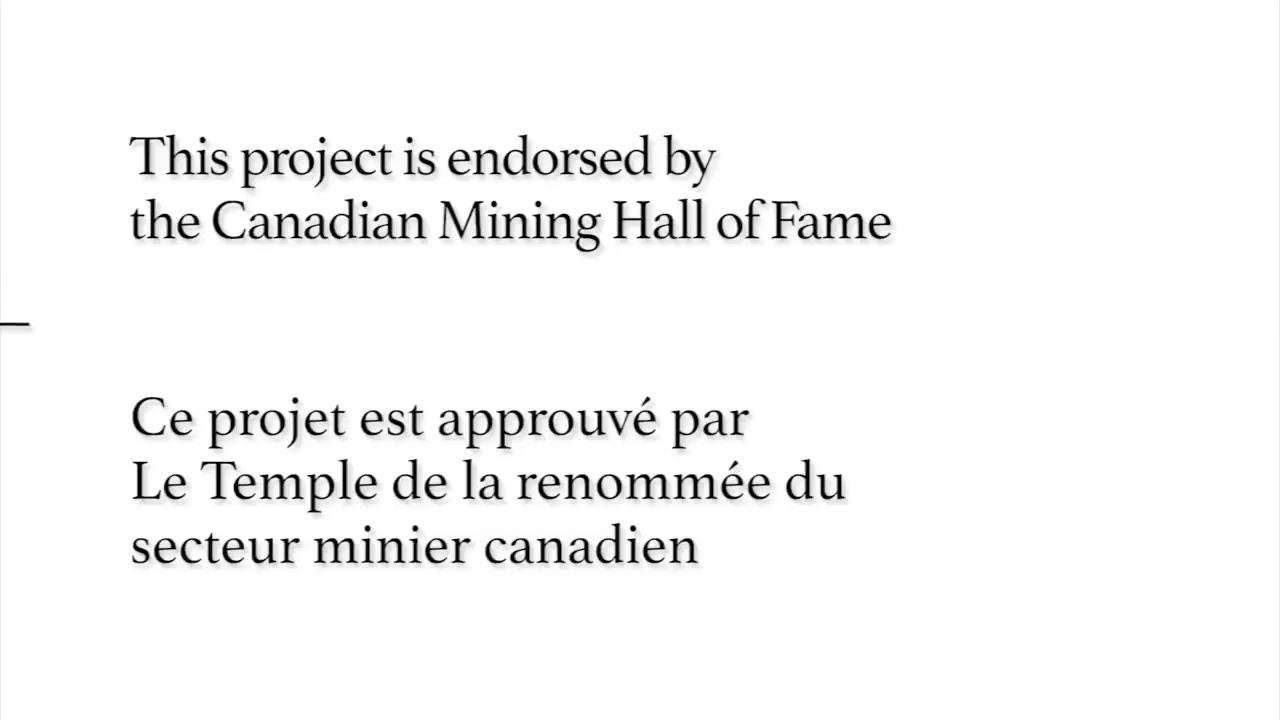 This project is endorsed by
the Canadian Mining Hall of Fame
Ce projet est approuvé par
Le Temple de la renommée du
secteur minier canadien